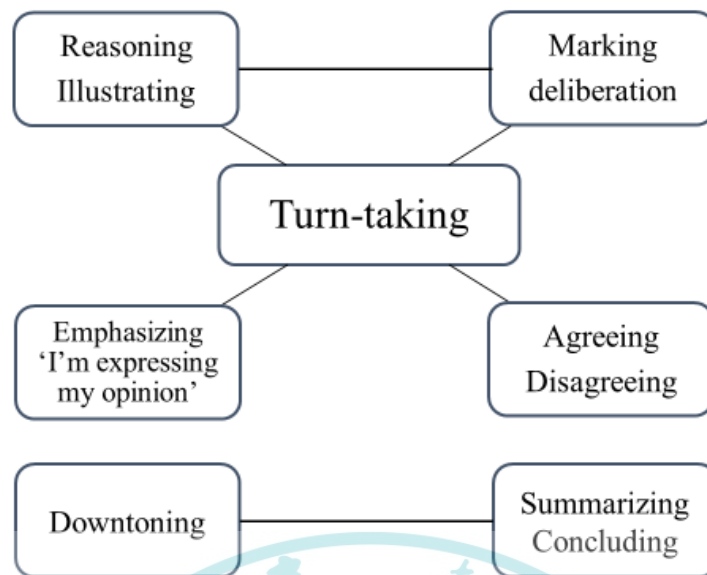 Reasoning
Illustrating
Marking
deliberation
Turn-taking
Emphasizing
‘I’m expressing
my opinion’
Agreeing
Disagreeing
Downtoning
Summarizing
Concluding